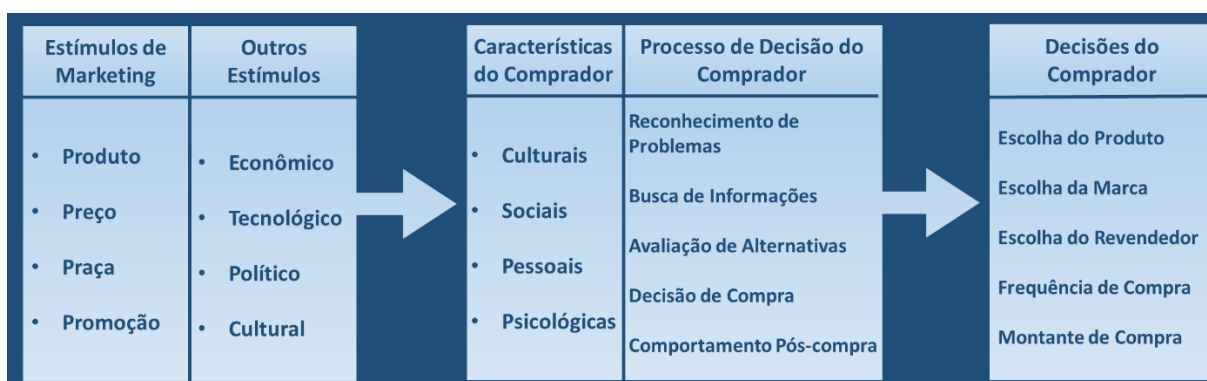 Estímulos de
Marketing
• Produto
• Preço
• Praça
• Promoção
Outros
Estímulos
• Econômico
• Tecnológico
• Político
• Cultural
Características
do Comprador
• Culturais
• Sociais
• Pessoais
• Psicológicas
Processo de Decisão do
Comprador
Reconhecimento de
Problemas
Busca de Informações
Avaliação de Alternativas
Decisão de Compra
Comportamento Pós-compra
Decisões do
Comprador
Escolha do Produto
Escolha da Marca
Escolha do Revendedor
Frequência de Compra
Montante de Compra